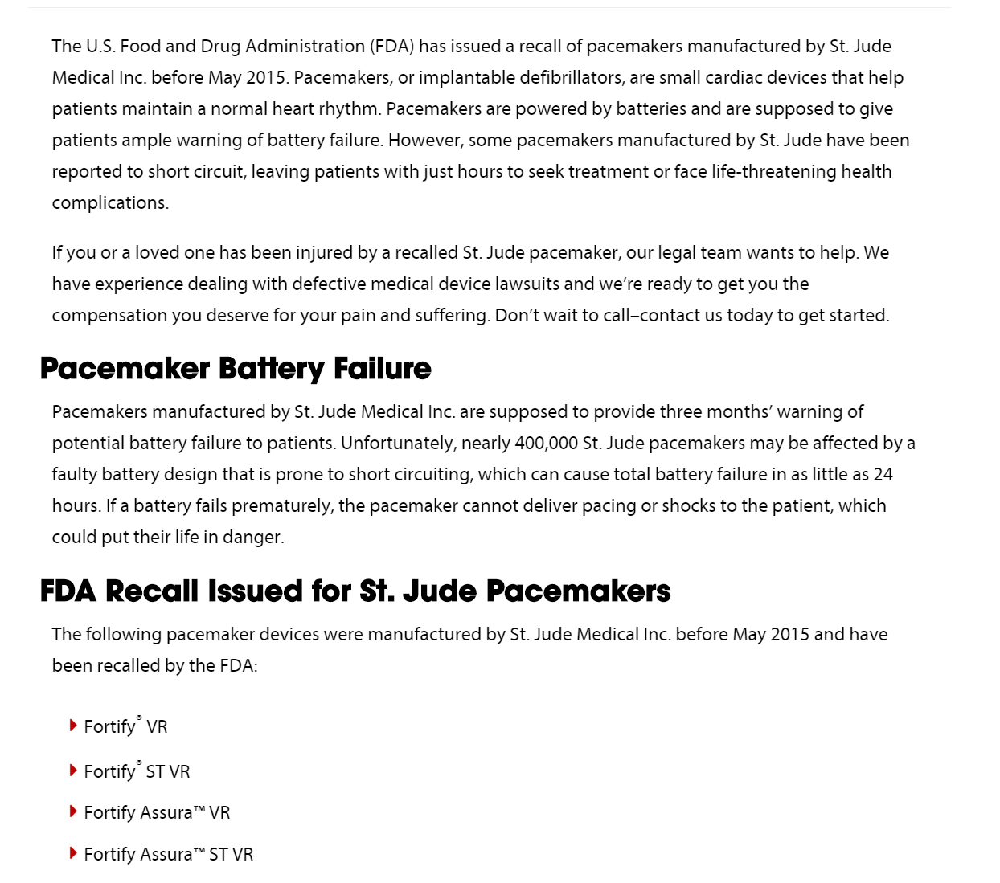 The U.S. Food and Drug Administration (FDA) has issued a recall of pacemakers manufactured by St. Jude
Medical Inc. before May 2015. Pacemakers, or implantable defibrillators, are small cardiac devices that help
patients maintain a normal heart rhythm. Pacemakers are powered by batteries and are supposed to give
patients ample warning of battery failure. However, some pacemakers manufactured by St. Jude have been
reported to short circuit, leaving patients with just hours to seek treatment or face life-threatening health
complications.
If you or a loved one has been injured by a recalled St. Jude pacemaker, our legal team wants to help. We
have experience dealing with defective medical device lawsuits and we’re ready to get you the
compensation you deserve for your pain and suffering. Don’t wait to call–contact us today to get started.
Pacemaker Battery Failure
Pacemakers manufactured by St. Jude Medical Inc. are supposed to provide three months’ warning of
potential battery failure to patients. Unfortunately, nearly 400,000 St. Jude pacemakers may be affected by a
faulty battery design that is prone to short circuiting, which can cause total battery failure in as little as 24
hours. If a battery fails prematurely, the pacemaker cannot deliver pacing or shocks to the patient, which
could put their life in danger.
FDA Recall Issued for St. Jude Pacemakers
The following pacemaker devices were manufactured by St. Jude Medical Inc. before May 2015 and have
been recalled by the FDA:
Fortify® VR
Fortify® ST VR
Fortify Assura™ VR
Fortify Assura™ ST VR